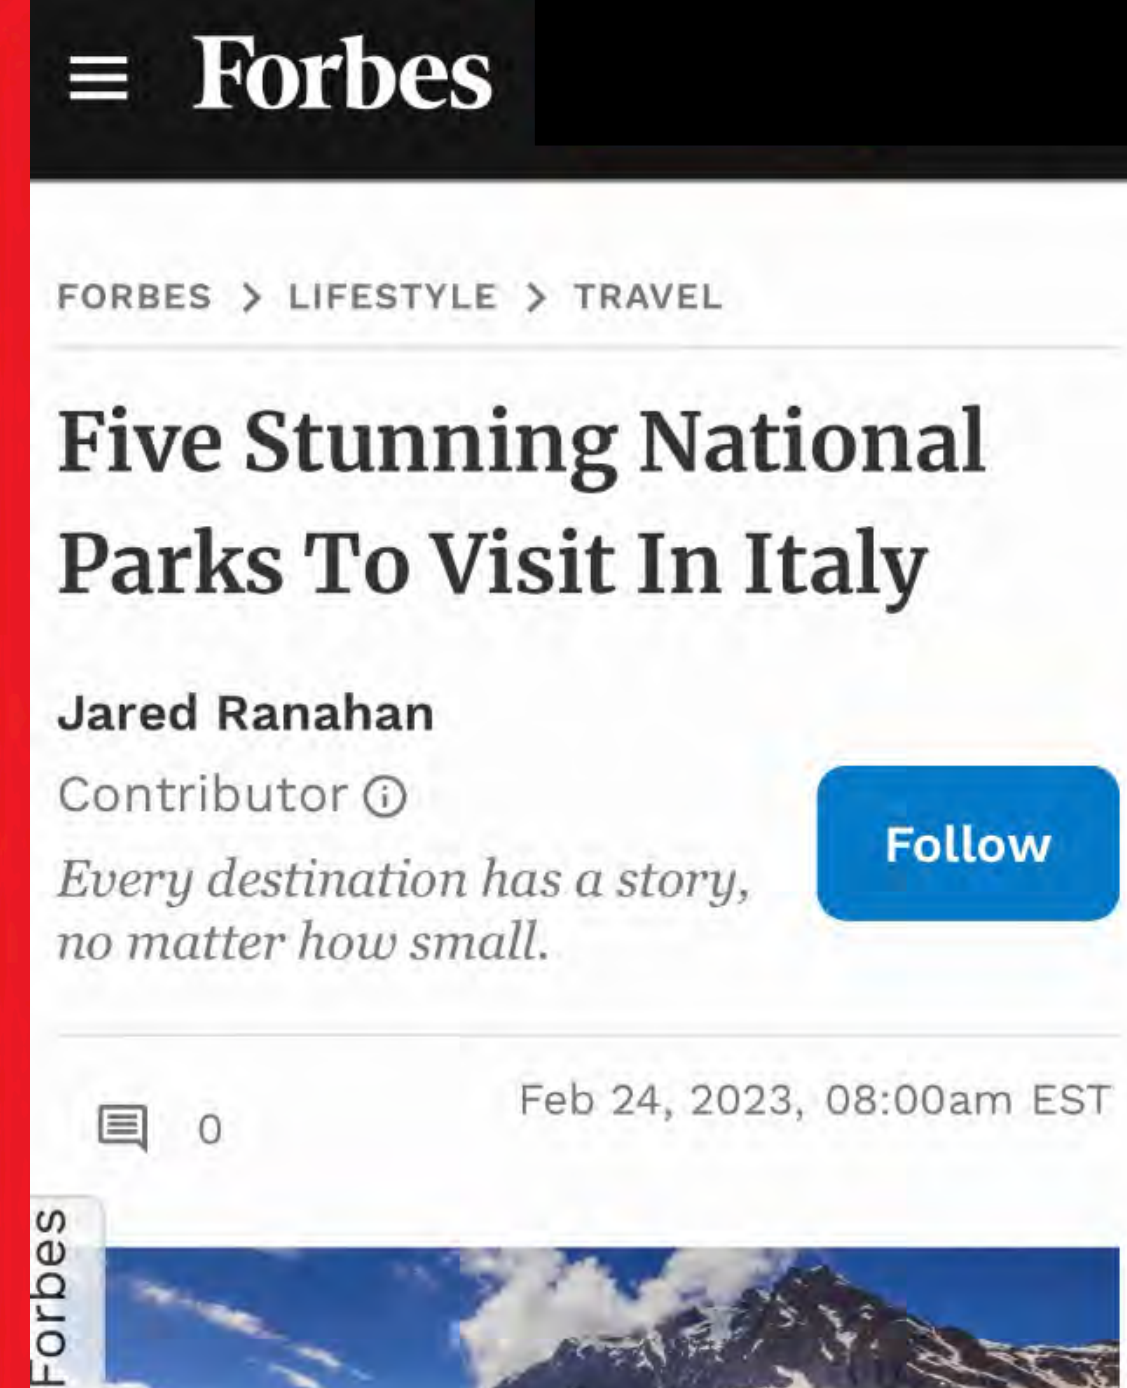 Forbes
FORBES > LIFESTYLE > TRAVEL
Five Stunning National
Parks To Visit In Italy
Jared Ranahan
Contributor
Every destination has a story,
no matter how small.
Follow
0
Feb 24, 2023, 08:00am EST
Forbes